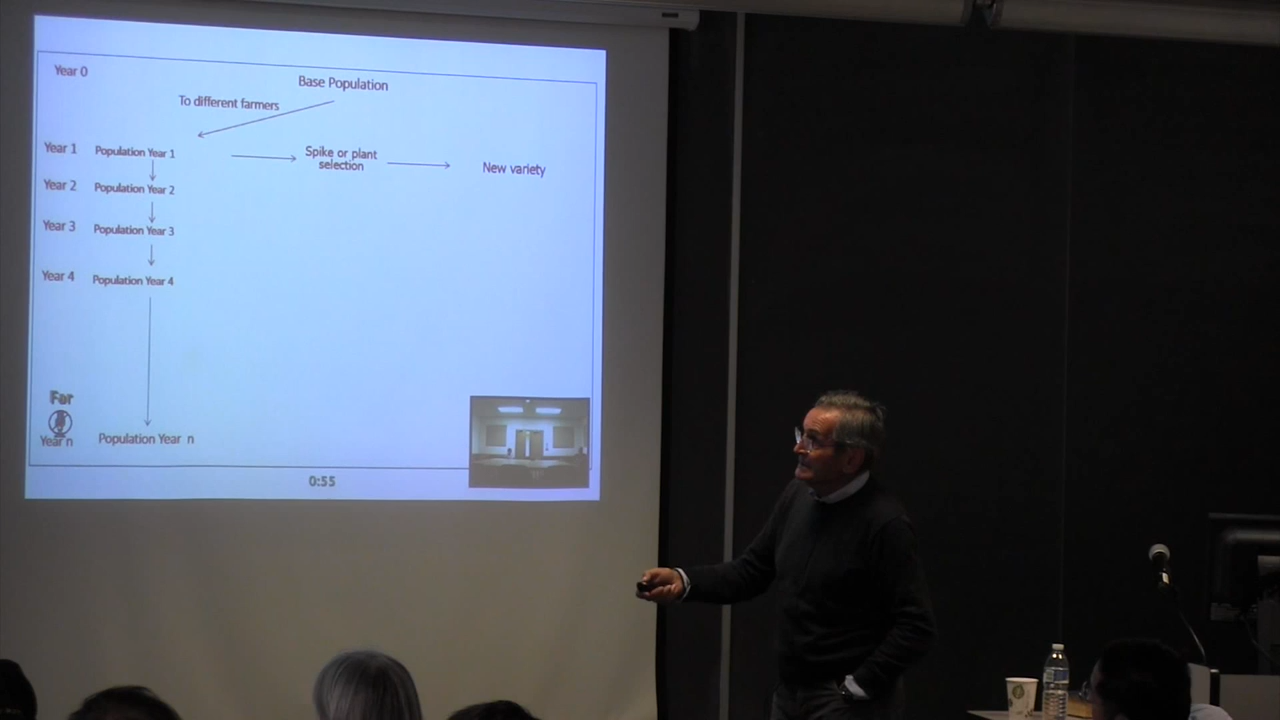 Year 0
Base Population
To different farmers
Year 1
Population Year 1
Spike or plant
selection
New variety
Year 2
Population Year 2
Year 3
Population Year 3
Year 4
Population Year 4
Far
Year n
Population Year n
0:55